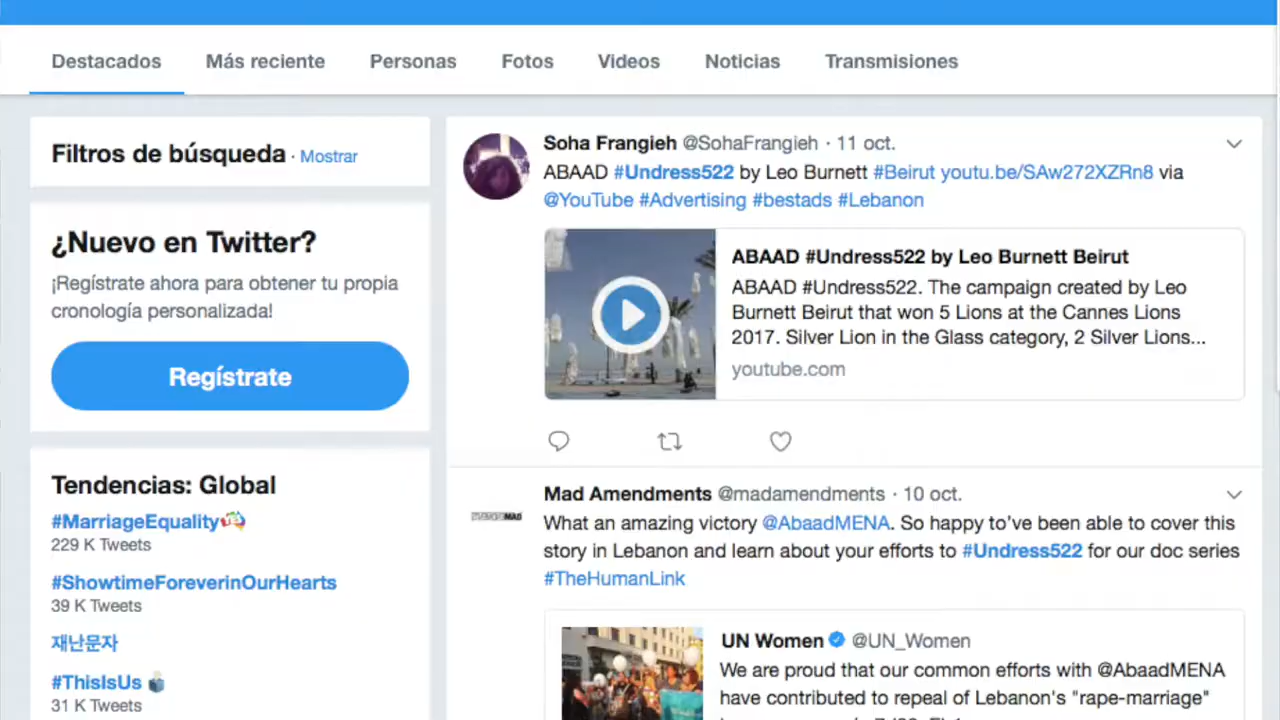 Destacados Más reciente Personas Fotos Videos Noticias Transmisiones
Filtros de búsqueda · Mostrar
¿Nuevo en Twitter?
¡Regístrate ahora para obtener tu propia
cronología personalizada!
Regístrate
Tendencias: Global
#MarriageEquality
229 K Tweets
#ShowtimeForeverinOurHearts
39 K Tweets
재난문자
#ThisIsUs
31 K Tweets
Soha Frangieh @SohaFrangieh · 11 oct.
ABAAD #Undress522 by Leo Burnett #Beirut youtu.be/SAw272XZRn8 via
@YouTube #Advertising #bestads #Lebanon
ABAAD #Undress522 by Leo Burnett Beirut
ABAAD #Undress522. The campaign created by Leo
Burnett Beirut that won 5 Lions at the Cannes Lions
2017. Silver Lion in the Glass category, 2 Silver Lions...
youtube.com
Mad Amendments @madamendments · 10 oct.
What an amazing victory @AbaadMENA. So happy to've been able to cover this
story in Lebanon and learn about your efforts to #Undress522 for our doc series
#TheHumanLink
UN Women @UN_Women
We are proud that our common efforts with @AbaadMENA
have contributed to repeal of Lebanon's "rape-marriage"